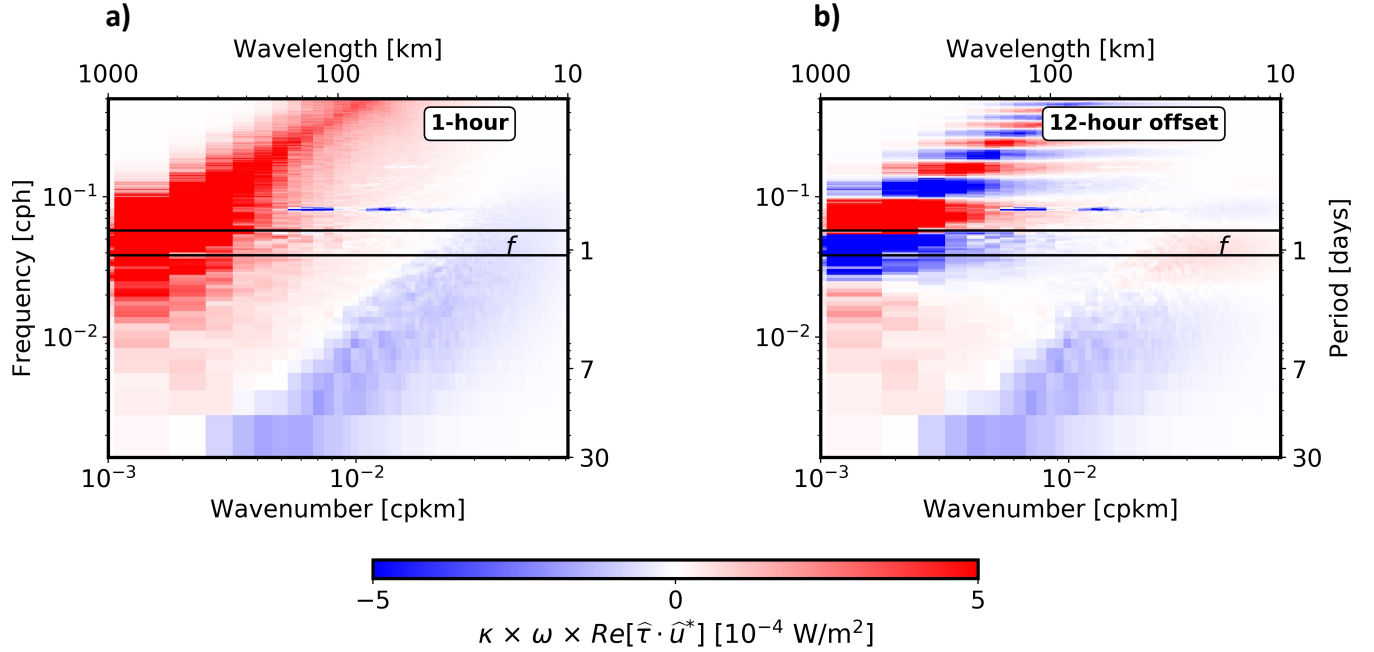 a)
b)
Wavelength [km]
Wavelength [km]
1000 100 10
1000 100 10
1-hour
12-hour offset
Frequency [cph]
10⁻¹
10⁻²
f
1
7
30
10⁻¹
10⁻²
f
1
7
30
Period [days]
10⁻³ 10⁻²
10⁻³ 10⁻²
Wavenumber [cpkm]
Wavenumber [cpkm]
−5 0 5
κ × ω × Re[τ̂ · û*] [10⁻⁴ W/m²]